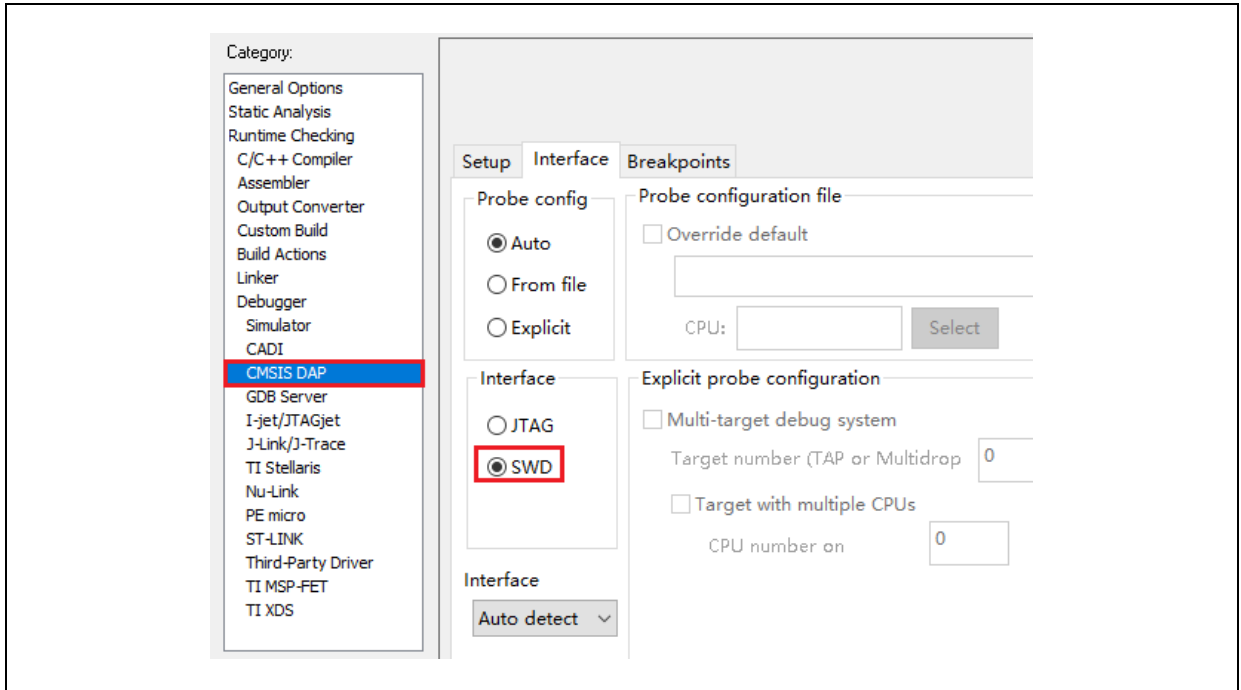 Category:
General Options
Static Analysis
Runtime Checking
C/C++ Compiler
Assembler
Output Converter
Custom Build
Build Actions
Linker
Debugger
Simulator
CADI
CMSIS DAP
GDB Server
I-jet/JTAGjet
J-Link/J-Trace
TI Stellaris
Nu-Link
PE micro
ST-LINK
Third-Party Driver
TI MSP-FET
TI XDS
Setup Interface Breakpoints
Probe config
Auto
From file
Explicit
Probe configuration file
Override default
CPU:
Select
Interface
JTAG
SWD
Explicit probe configuration
Multi-target debug system
Target number (TAP or Multidrop 0
Target with multiple CPUs
CPU number on 0
Interface
Auto detect